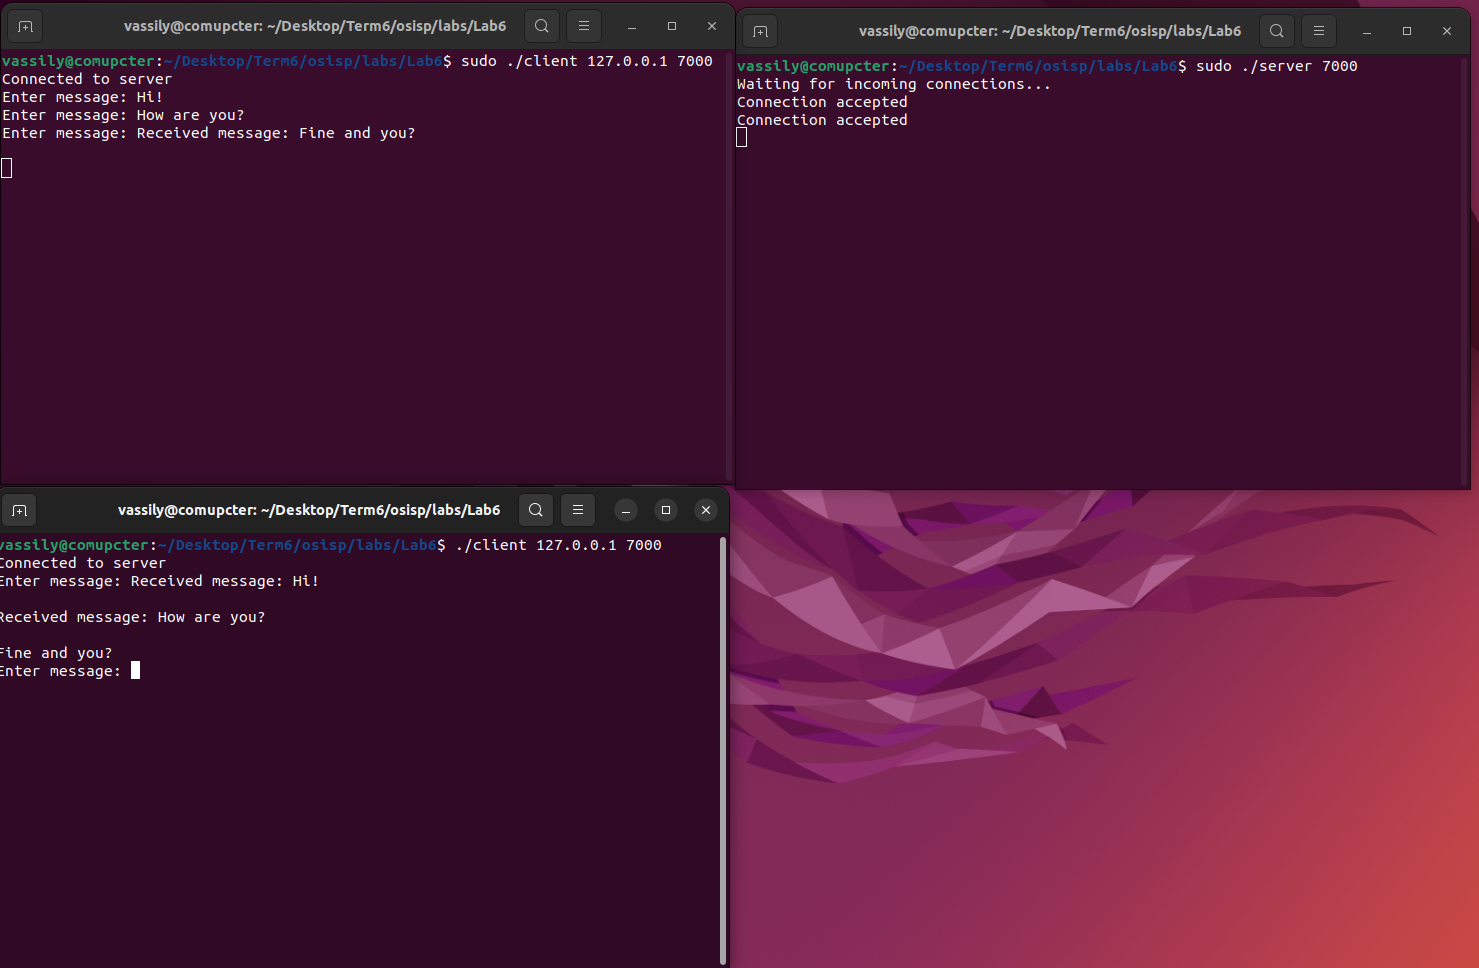 vassily@comupcter: ~/Desktop/Term6/osisp/labs/Lab6
vassily@comupcter:~/Desktop/Term6/osisp/labs/Lab6$ sudo ./client 127.0.0.1 7000
Connected to server
Enter message: Hi!
Enter message: How are you?
Enter message: Received message: Fine and you?
vassily@comupcter: ~/Desktop/Term6/osisp/labs/Lab6
vassily@comupcter:~/Desktop/Term6/osisp/labs/Lab6$ sudo ./server 7000
Waiting for incoming connections...
Connection accepted
Connection accepted
vassily@comupcter: ~/Desktop/Term6/osisp/labs/Lab6
vassily@comupcter:~/Desktop/Term6/osisp/labs/Lab6$ ./client 127.0.0.1 7000
Connected to server
Enter message: Received message: Hi!
Received message: How are you?
Fine and you?
Enter message: